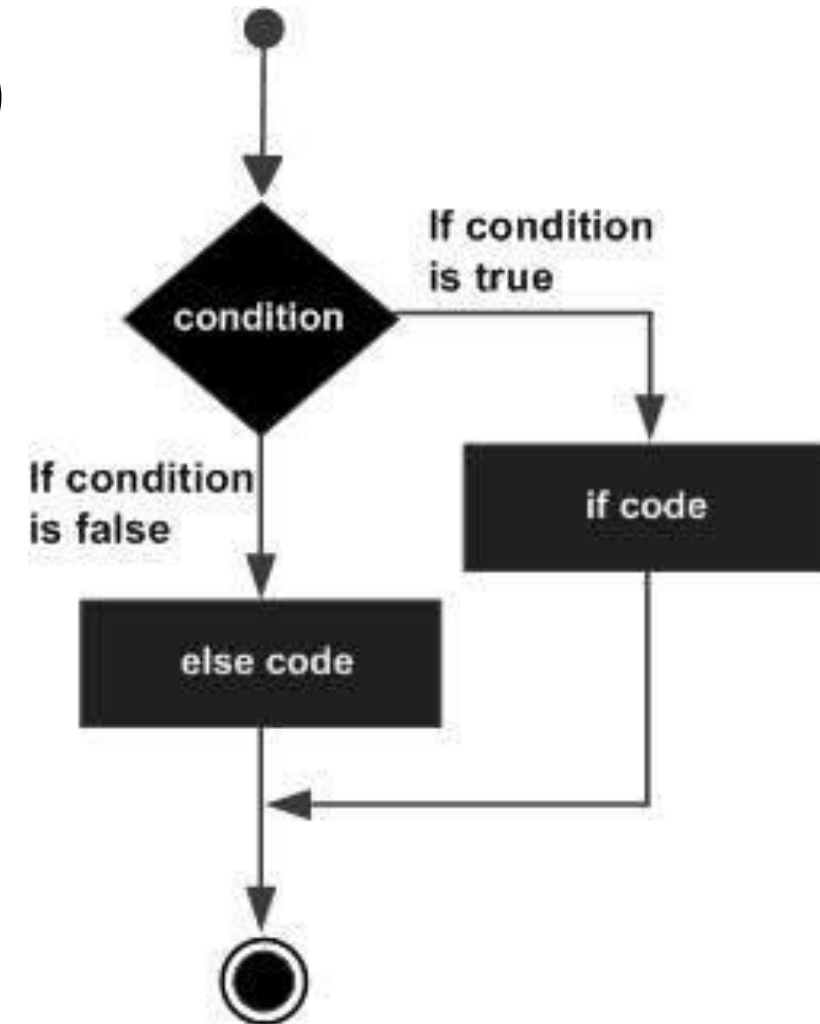 )
If condition
is true
condition
If condition
is false
if code
else code